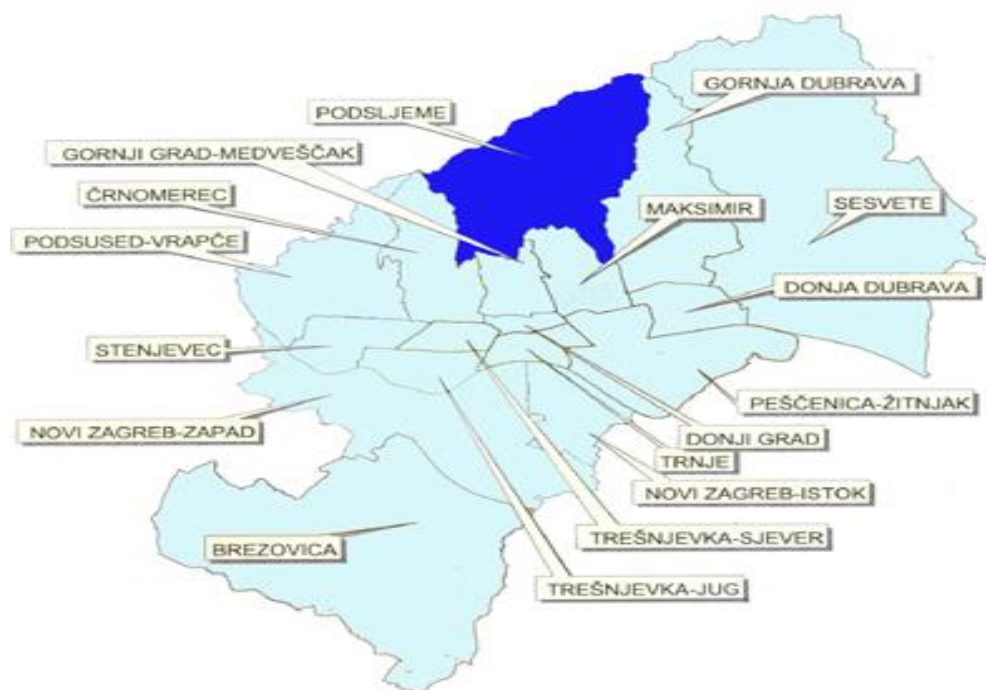 GORNJA DUBRAVA
PODSLJEME
GORNJI GRAD-MEDVEŠČAK
ČRNOMEREC
MAKSIMIR
SESVETE
PODSUSED-VRAPČE
DONJA DUBRAVA
STENJEVEC
PEŠČENICA-ŽITNJAK
NOVI ZAGREB-ZAPAD
DONJI GRAD
TRNJE
NOVI ZAGREB-ISTOK
TREŠNJEVKA-SJEVER
BREZOVICA
TREŠNJEVKA-JUG